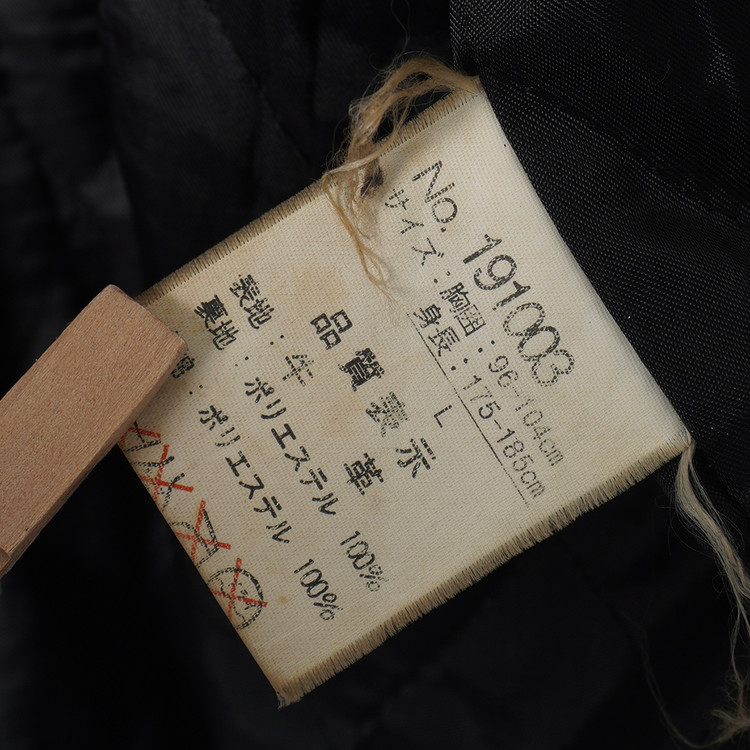 No. 191003
サイズ：胸囲：96-104cm
身長：175-185cm
L
品質表示
表地：牛革
裏地：ポリエステル 100%
綿：ポリエステル 100%